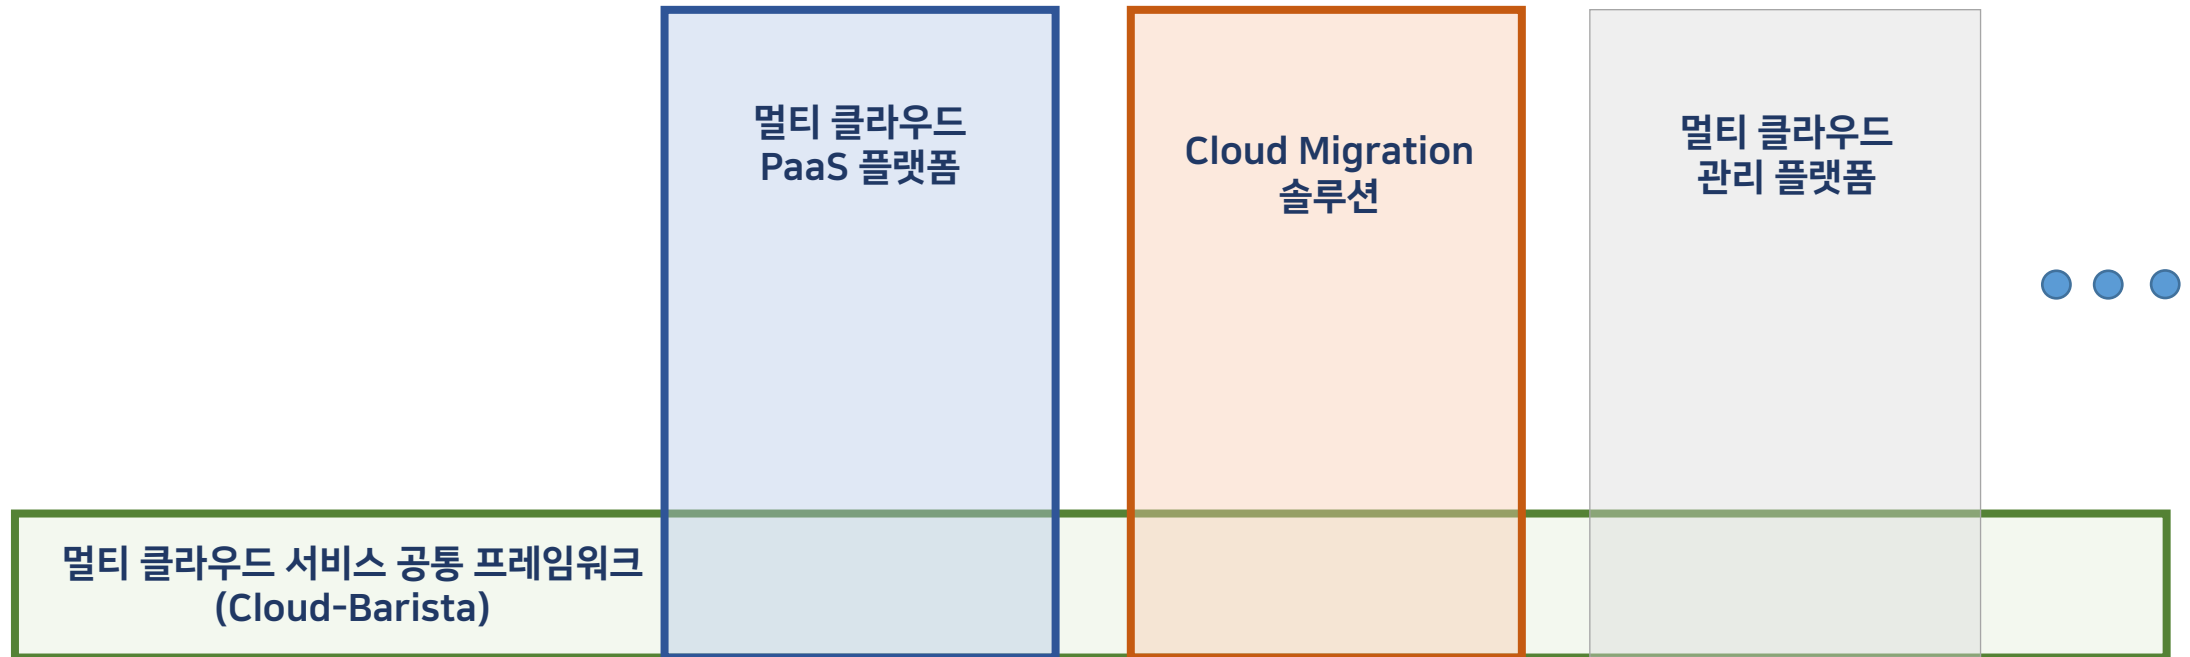 멀티 클라우드
PaaS 플랫폼
Cloud Migration
솔루션
멀티 클라우드
관리 플랫폼
멀티 클라우드 서비스 공통 프레임워크
(Cloud-Barista)